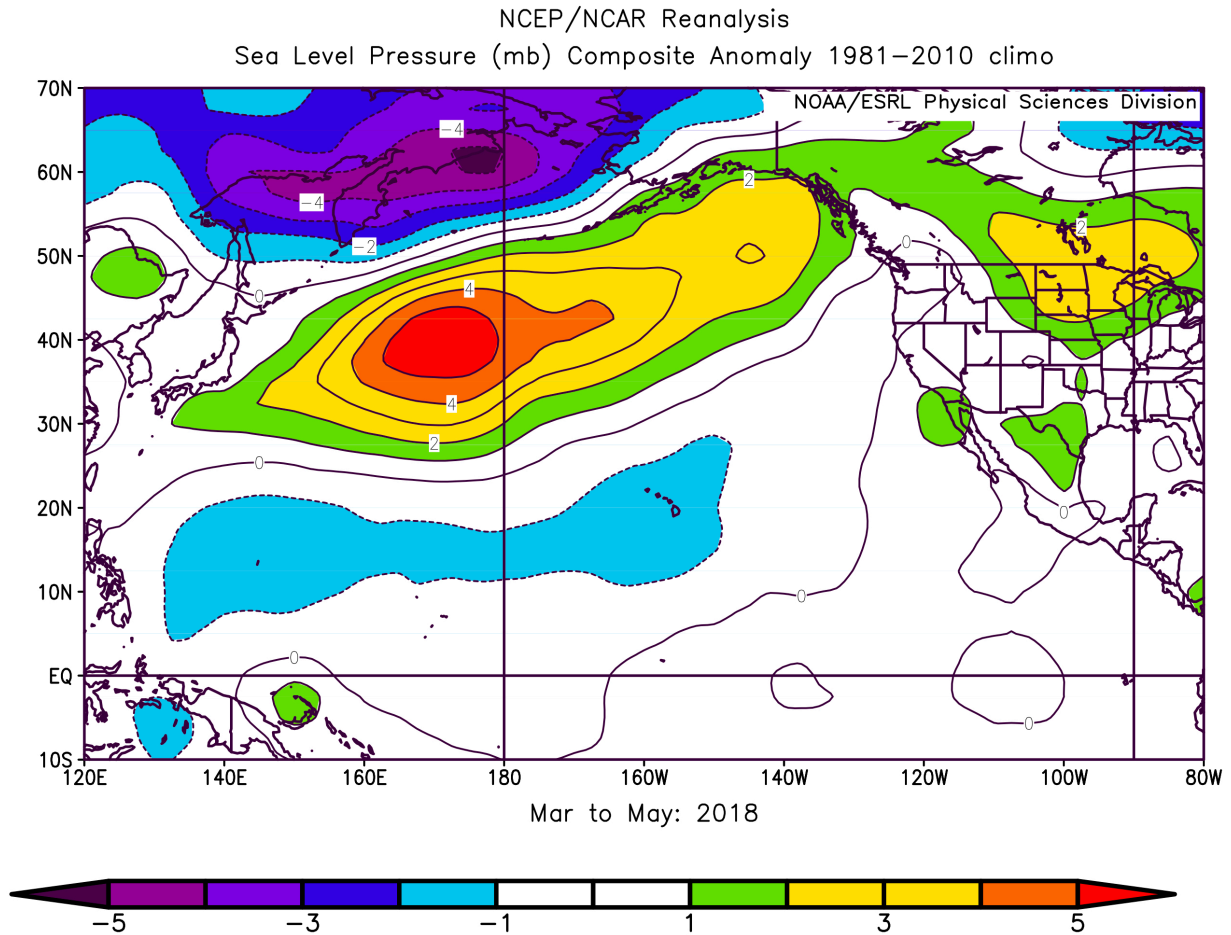 NCEP/NCAR Reanalysis
Sea Level Pressure (mb) Composite Anomaly 1981−2010 climo
70N
NOAA/ESRL Physical Sciences Division
−4
60N
2
−4
2
−2
0
50N
0
4
40N
4
30N
2
0
20N
0
10N
0
0
EQ
0
10S
120E 140E 160E 180 160W 140W 120W 100W 80W
Mar to May: 2018
−5 −3 −1 1 3 5